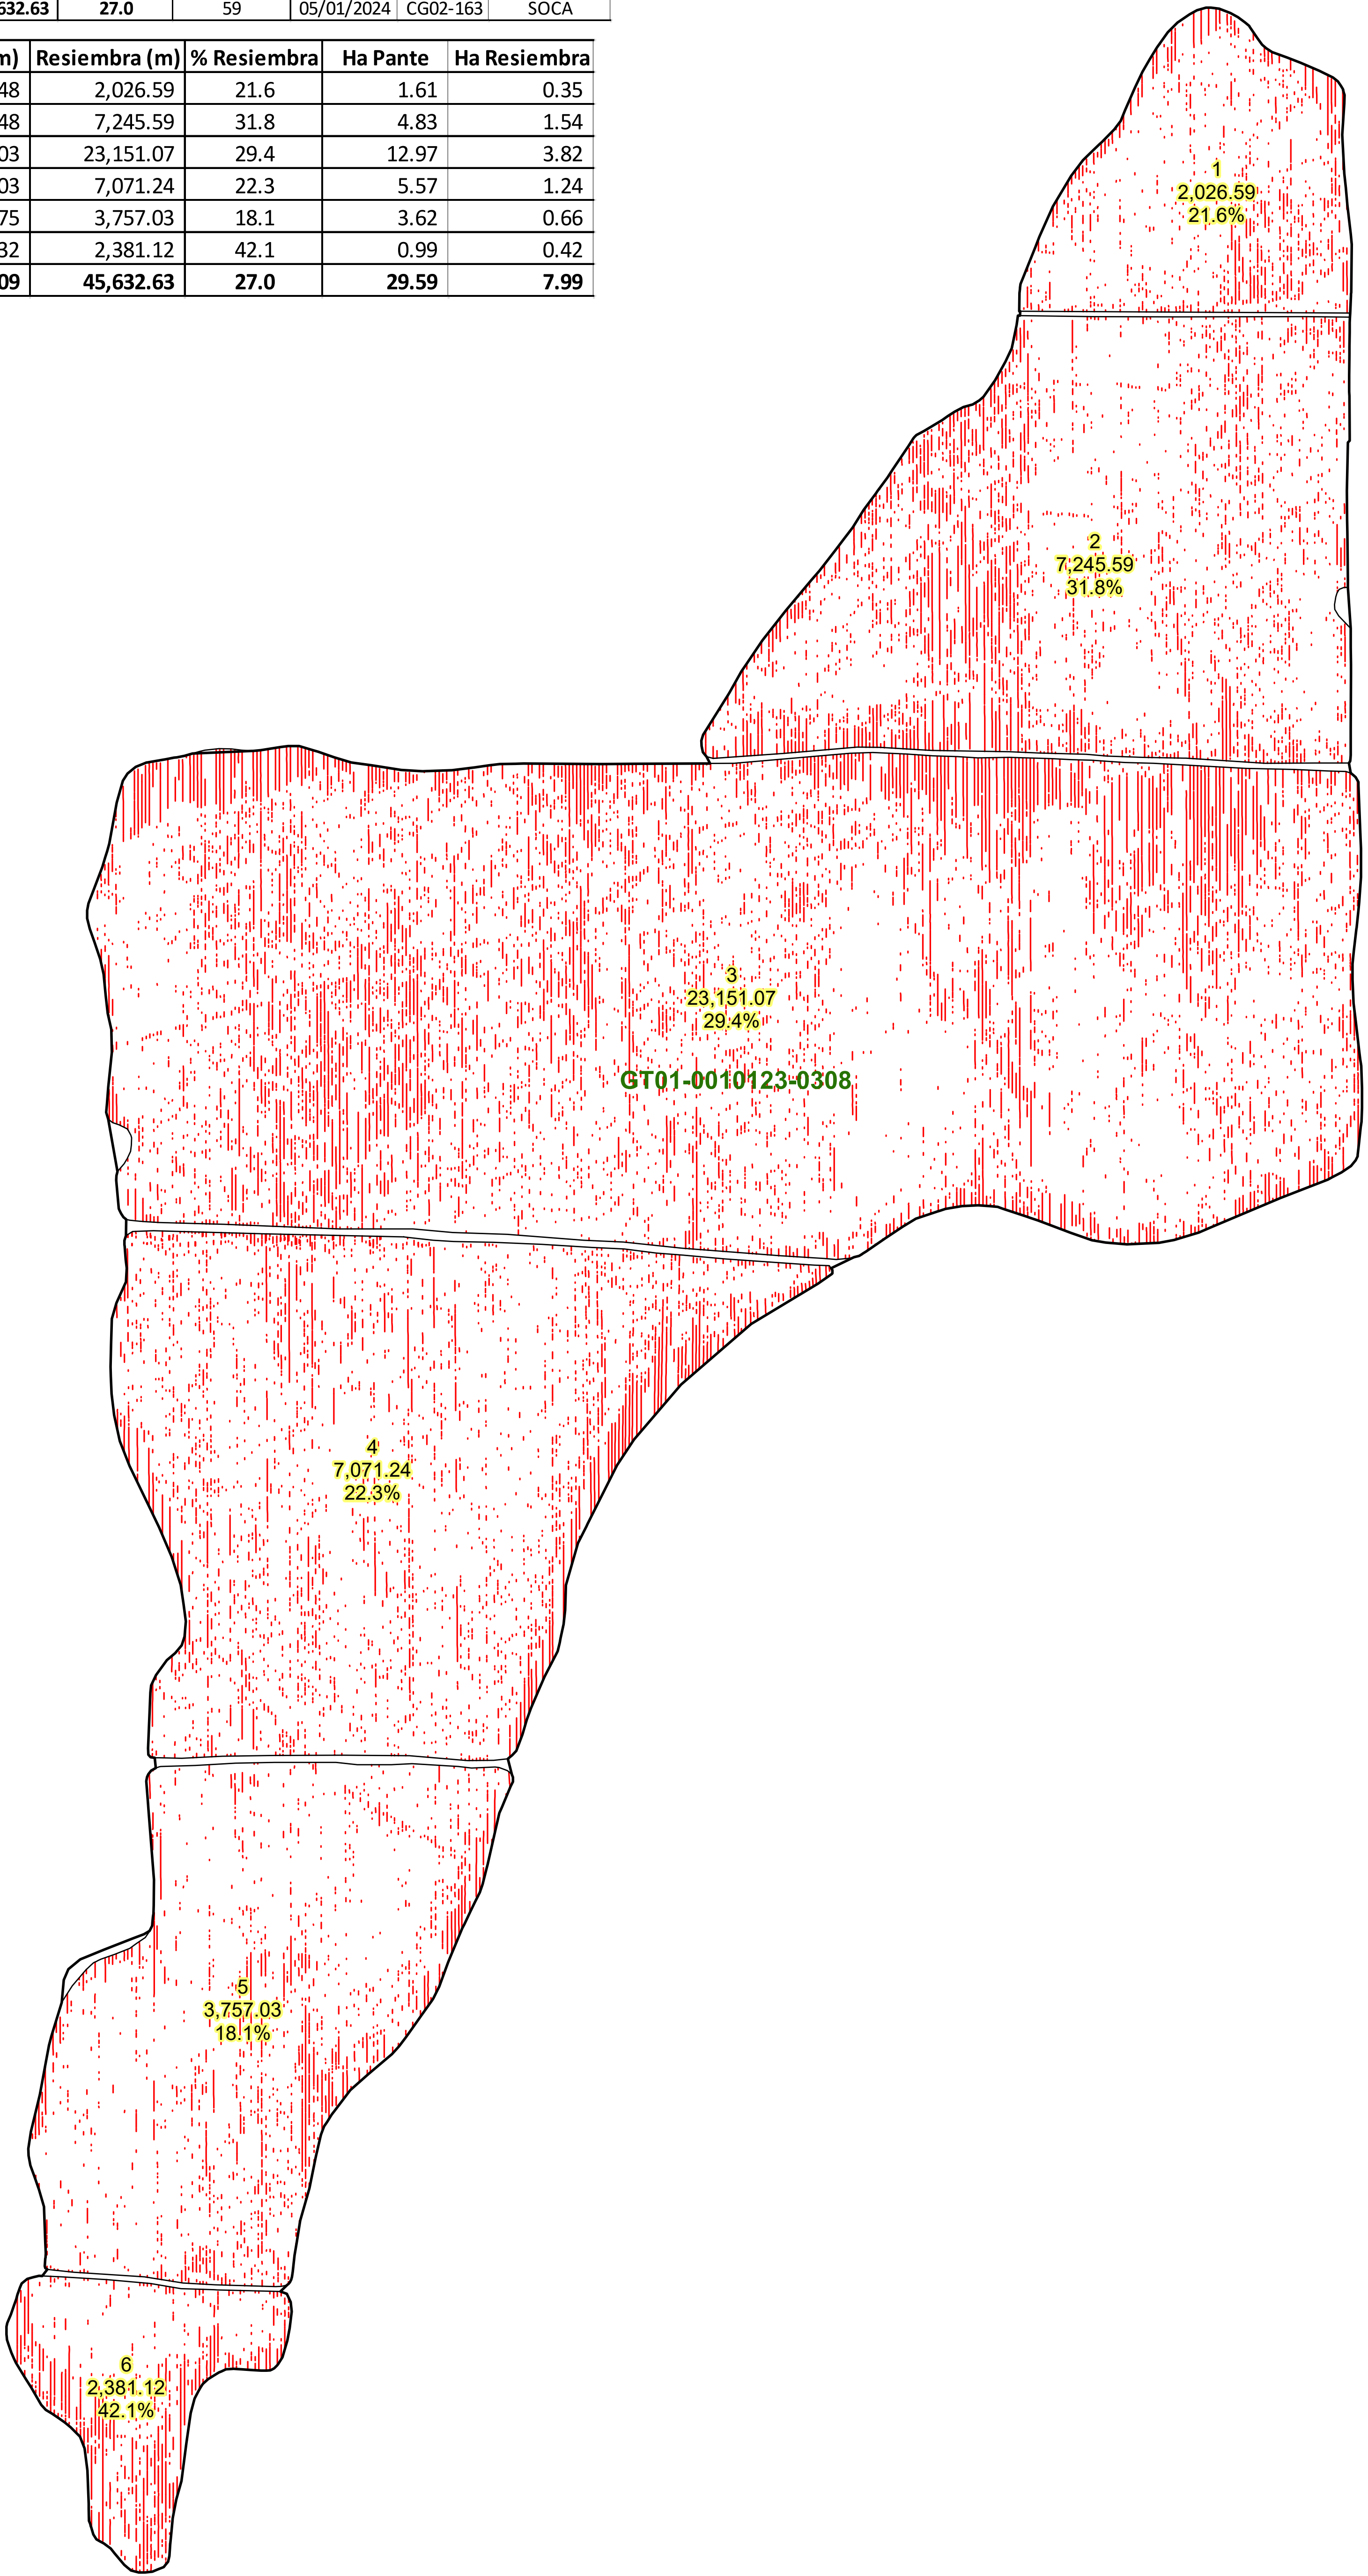 632.63 27.0 59 05/01/2024 CG02-163 SOCA
m) Resiembra (m) % Resiembra Ha Pante Ha Resiembra
48 2,026.59 21.6 1.61 0.35
48 7,245.59 31.8 4.83 1.54
03 23,151.07 29.4 12.97 3.82
03 7,071.24 22.3 5.57 1.24
75 3,757.03 18.1 3.62 0.66
32 2,381.12 42.1 0.99 0.42
09 45,632.63 27.0 29.59 7.99
1
2,026.59
21.6%
2
7,245.59
31.8%
3
23,151.07
29.4%
GT01-0010123-0308
4
7,071.24
22.3%
5
3,757.03
18.1%
6
2,381.12
42.1%